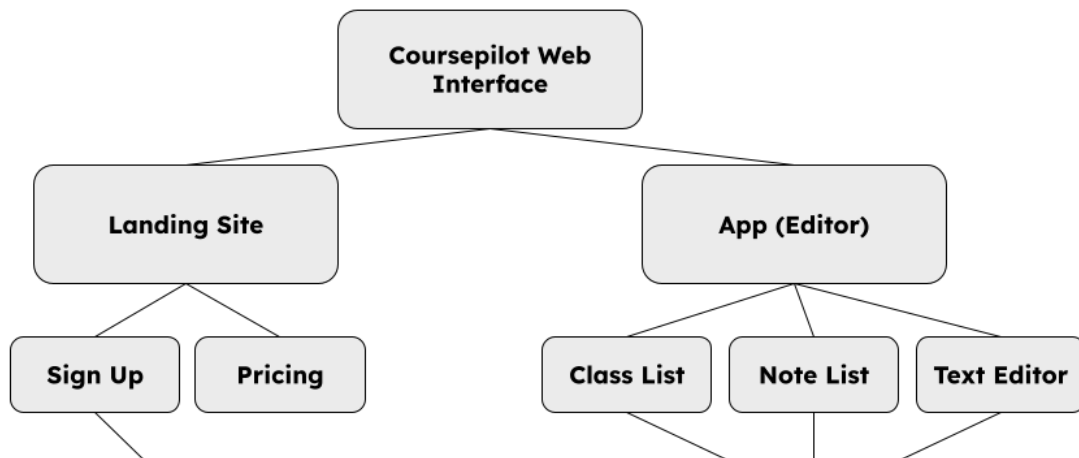 Coursepilot Web
Interface
Landing Site
App (Editor)
Sign Up
Pricing
Class List
Note List
Text Editor